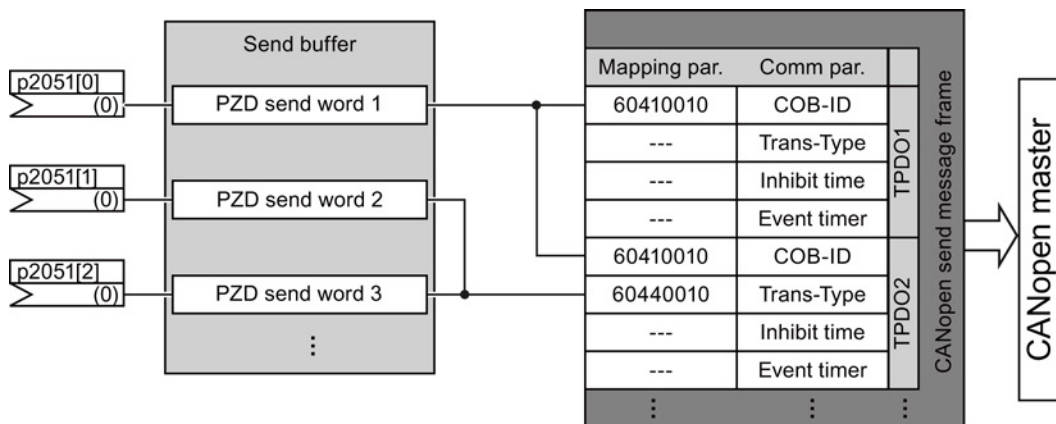 Send buffer
p2051[0]
(0)
PZD send word 1
p2051[1]
(0)
PZD send word 2
p2051[2]
(0)
PZD send word 3
⋮
Mapping par. Comm par.
60410010 COB-ID
--- Trans-Type
--- Inhibit time
--- Event timer
TPDO1
60410010 COB-ID
60440010 Trans-Type
--- Inhibit time
--- Event timer
TPDO2
⋮ ⋮ ⋮
CANopen send message frame
CANopen master